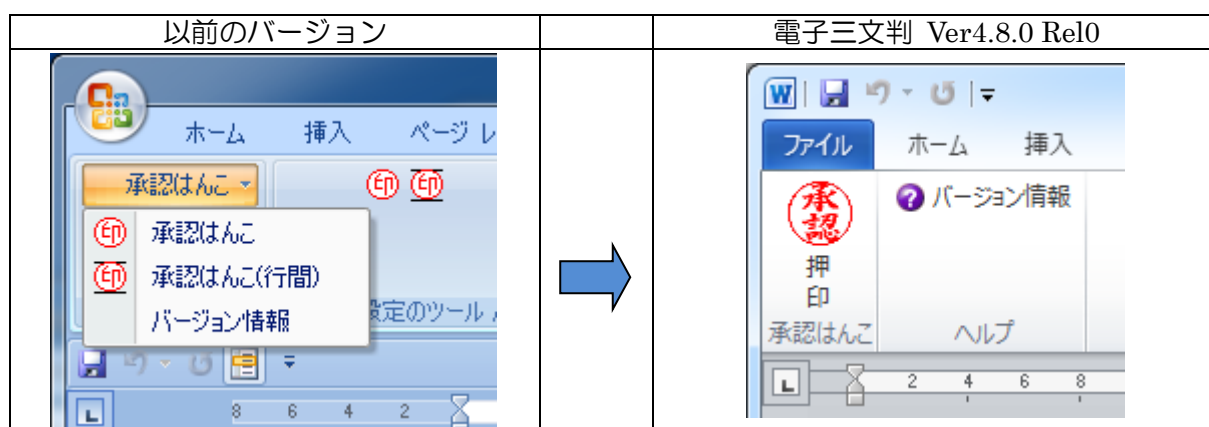 以前のバージョン
電子三文判 Ver4.8.0 Rel0
ホーム 挿入 ページ レ
承認はんこ
印 印
印 承認はんこ
印 承認はんこ(行間)
バージョン情報
設定のツール
8 6 4 2
W
ファイル ホーム 挿入
承認
バージョン情報
押
印
承認はんこ ヘルプ
2 4 6 8